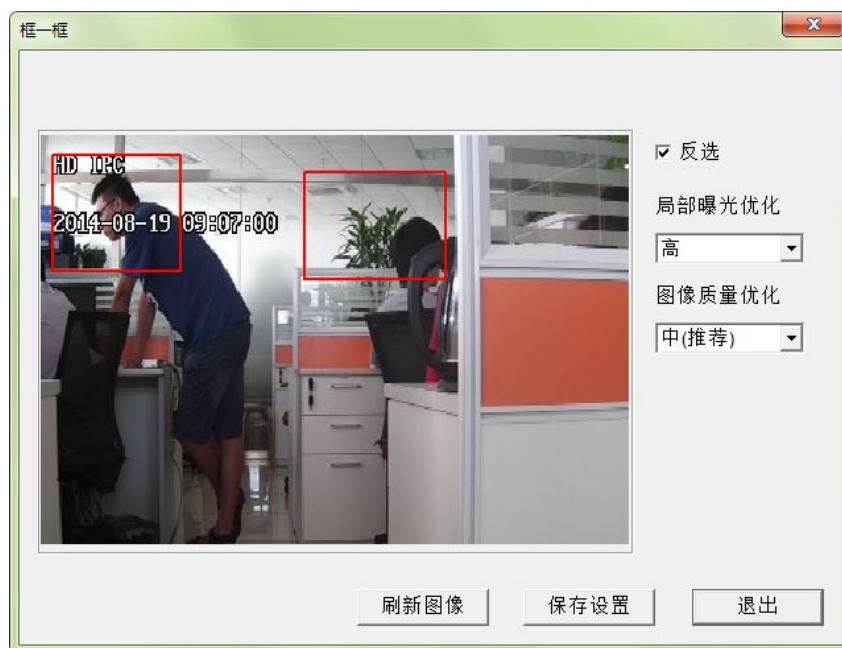 框一框
HD IPC
2014-08-19 09:07:00
反选
局部曝光优化
高
图像质量优化
中(推荐)
刷新图像
保存设置
退出